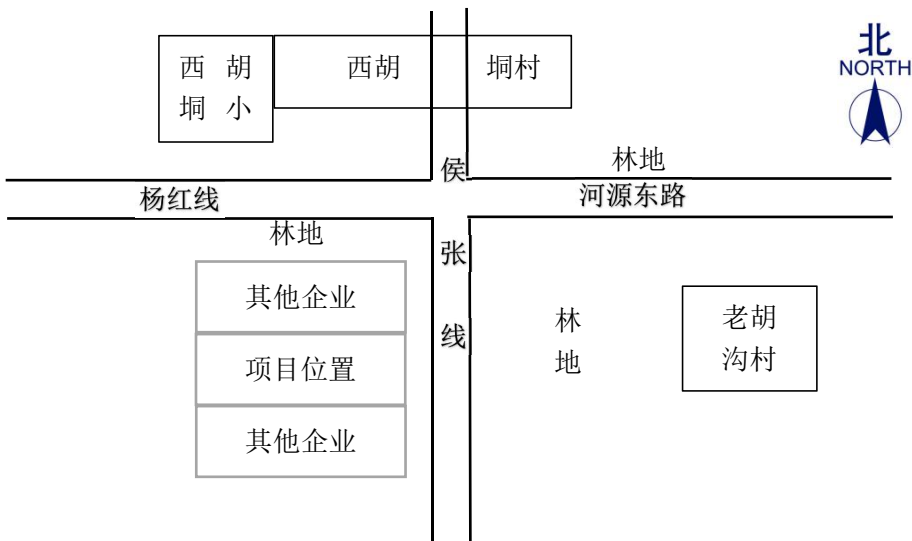 西 胡
垌 小
西胡
垌村
北
NORTH
林地
侯
杨红线
河源东路
林地
张
线
其他企业
项目位置
其他企业
林
地
老胡
沟村